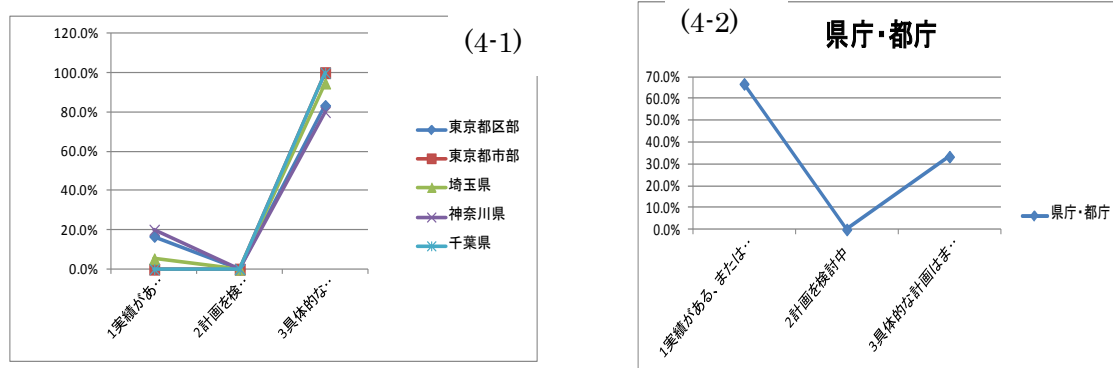 (4-1)
120.0%
100.0%
80.0%
60.0%
40.0%
20.0%
0.0%
1実績があ‥
2計画を検‥
3具体的な‥
東京都区部
東京都市部
埼玉県
神奈川県
千葉県
(4-2)
県庁・都庁
70.0%
60.0%
50.0%
40.0%
30.0%
20.0%
10.0%
0.0%
1実績がある、または‥
2計画を検討中
3具体的な計画はま‥
県庁・都庁